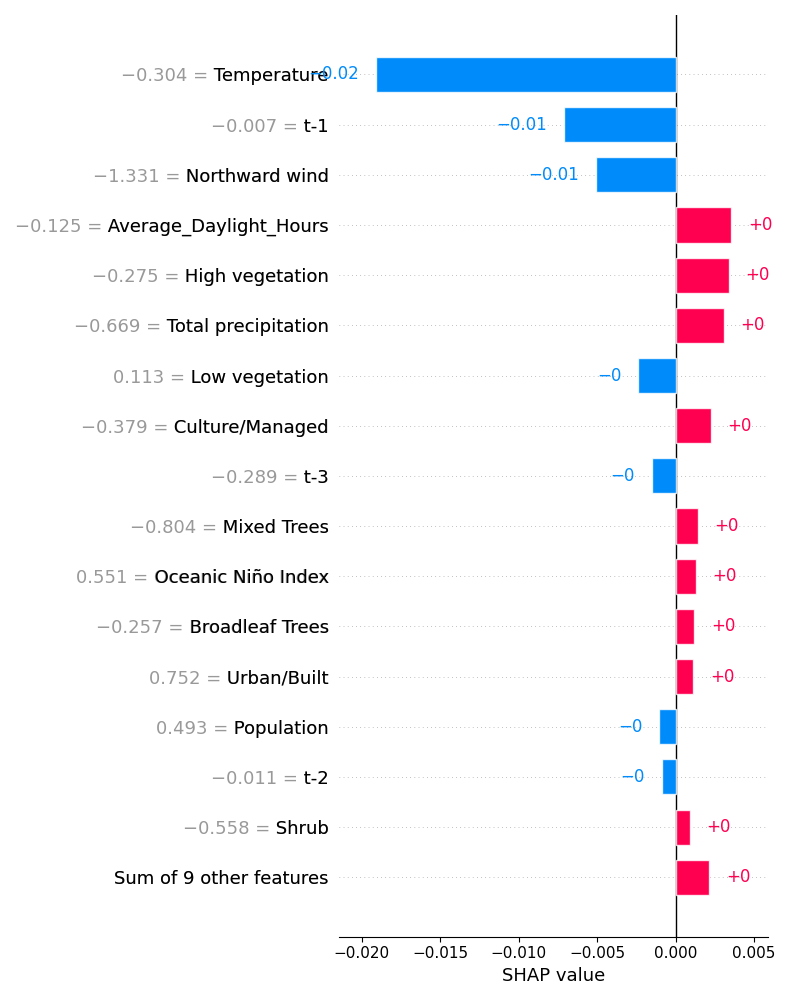 −0.304 = Temperature −0.02
−0.007 = t-1 −0.01
−1.331 = Northward wind −0.01
−0.125 = Average_Daylight_Hours +0
−0.275 = High vegetation +0
−0.669 = Total precipitation +0
0.113 = Low vegetation −0
−0.379 = Culture/Managed +0
−0.289 = t-3 −0
−0.804 = Mixed Trees +0
0.551 = Oceanic Niño Index +0
−0.257 = Broadleaf Trees +0
0.752 = Urban/Built +0
0.493 = Population −0
−0.011 = t-2 −0
−0.558 = Shrub +0
Sum of 9 other features +0
−0.020 −0.015 −0.010 −0.005 0.000 0.005
SHAP value